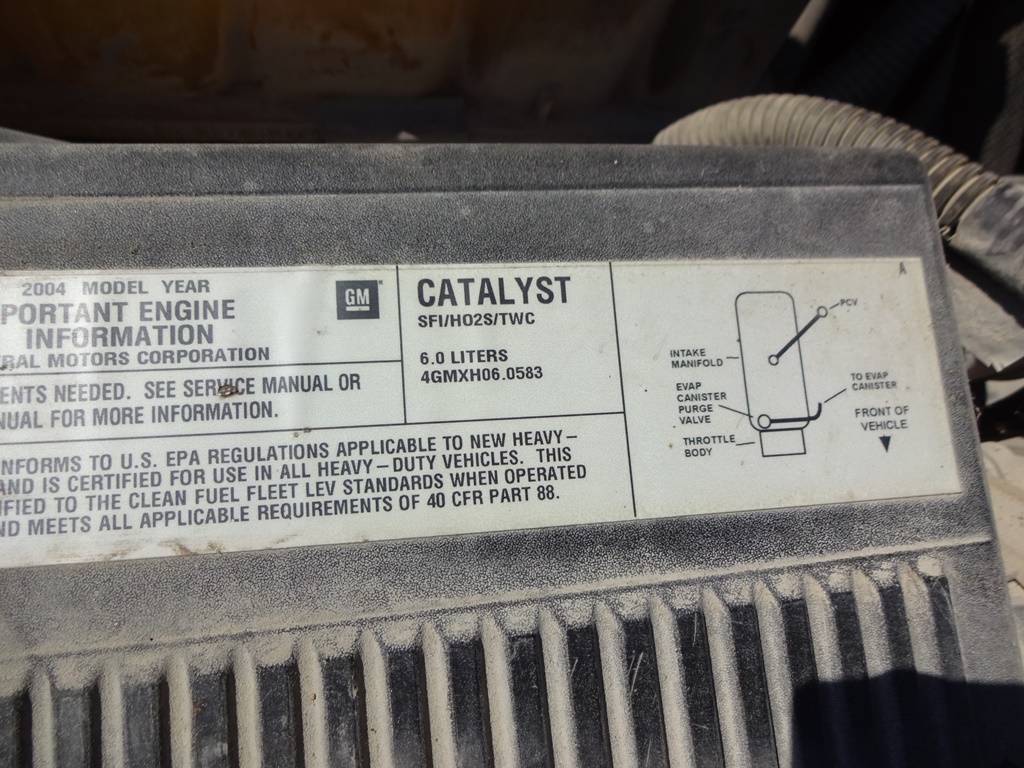 2004 MODEL YEAR
PORTANT ENGINE
INFORMATION
RAL MOTORS CORPORATION
GM
ENTS NEEDED. SEE SERVICE MANUAL OR
NUAL FOR MORE INFORMATION.
CATALYST
SFI/HO2S/TWC
6.0 LITERS
4GMXH06.0583
NFORMS TO U.S. EPA REGULATIONS APPLICABLE TO NEW HEAVY–
AND IS CERTIFIED FOR USE IN ALL HEAVY–DUTY VEHICLES. THIS
IFIED TO THE CLEAN FUEL FLEET LEV STANDARDS WHEN OPERATED
ND MEETS ALL APPLICABLE REQUIREMENTS OF 40 CFR PART 88.
A
PCV
INTAKE
MANIFOLD
EVAP
CANISTER
PURGE
VALVE
THROTTLE
BODY
TO EVAP
CANISTER
FRONT OF
VEHICLE